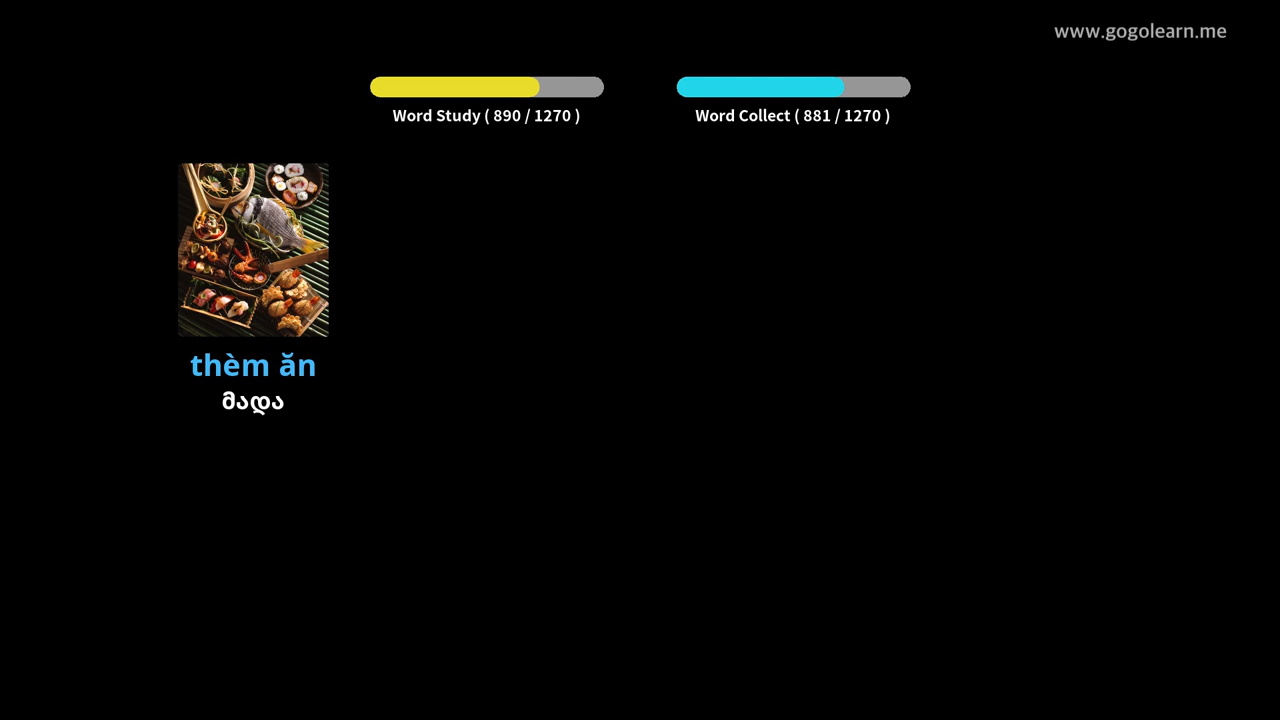 www.gogolearn.me
Word Study ( 890 / 1270 )
Word Collect ( 881 / 1270 )
thèm ăn
მადა